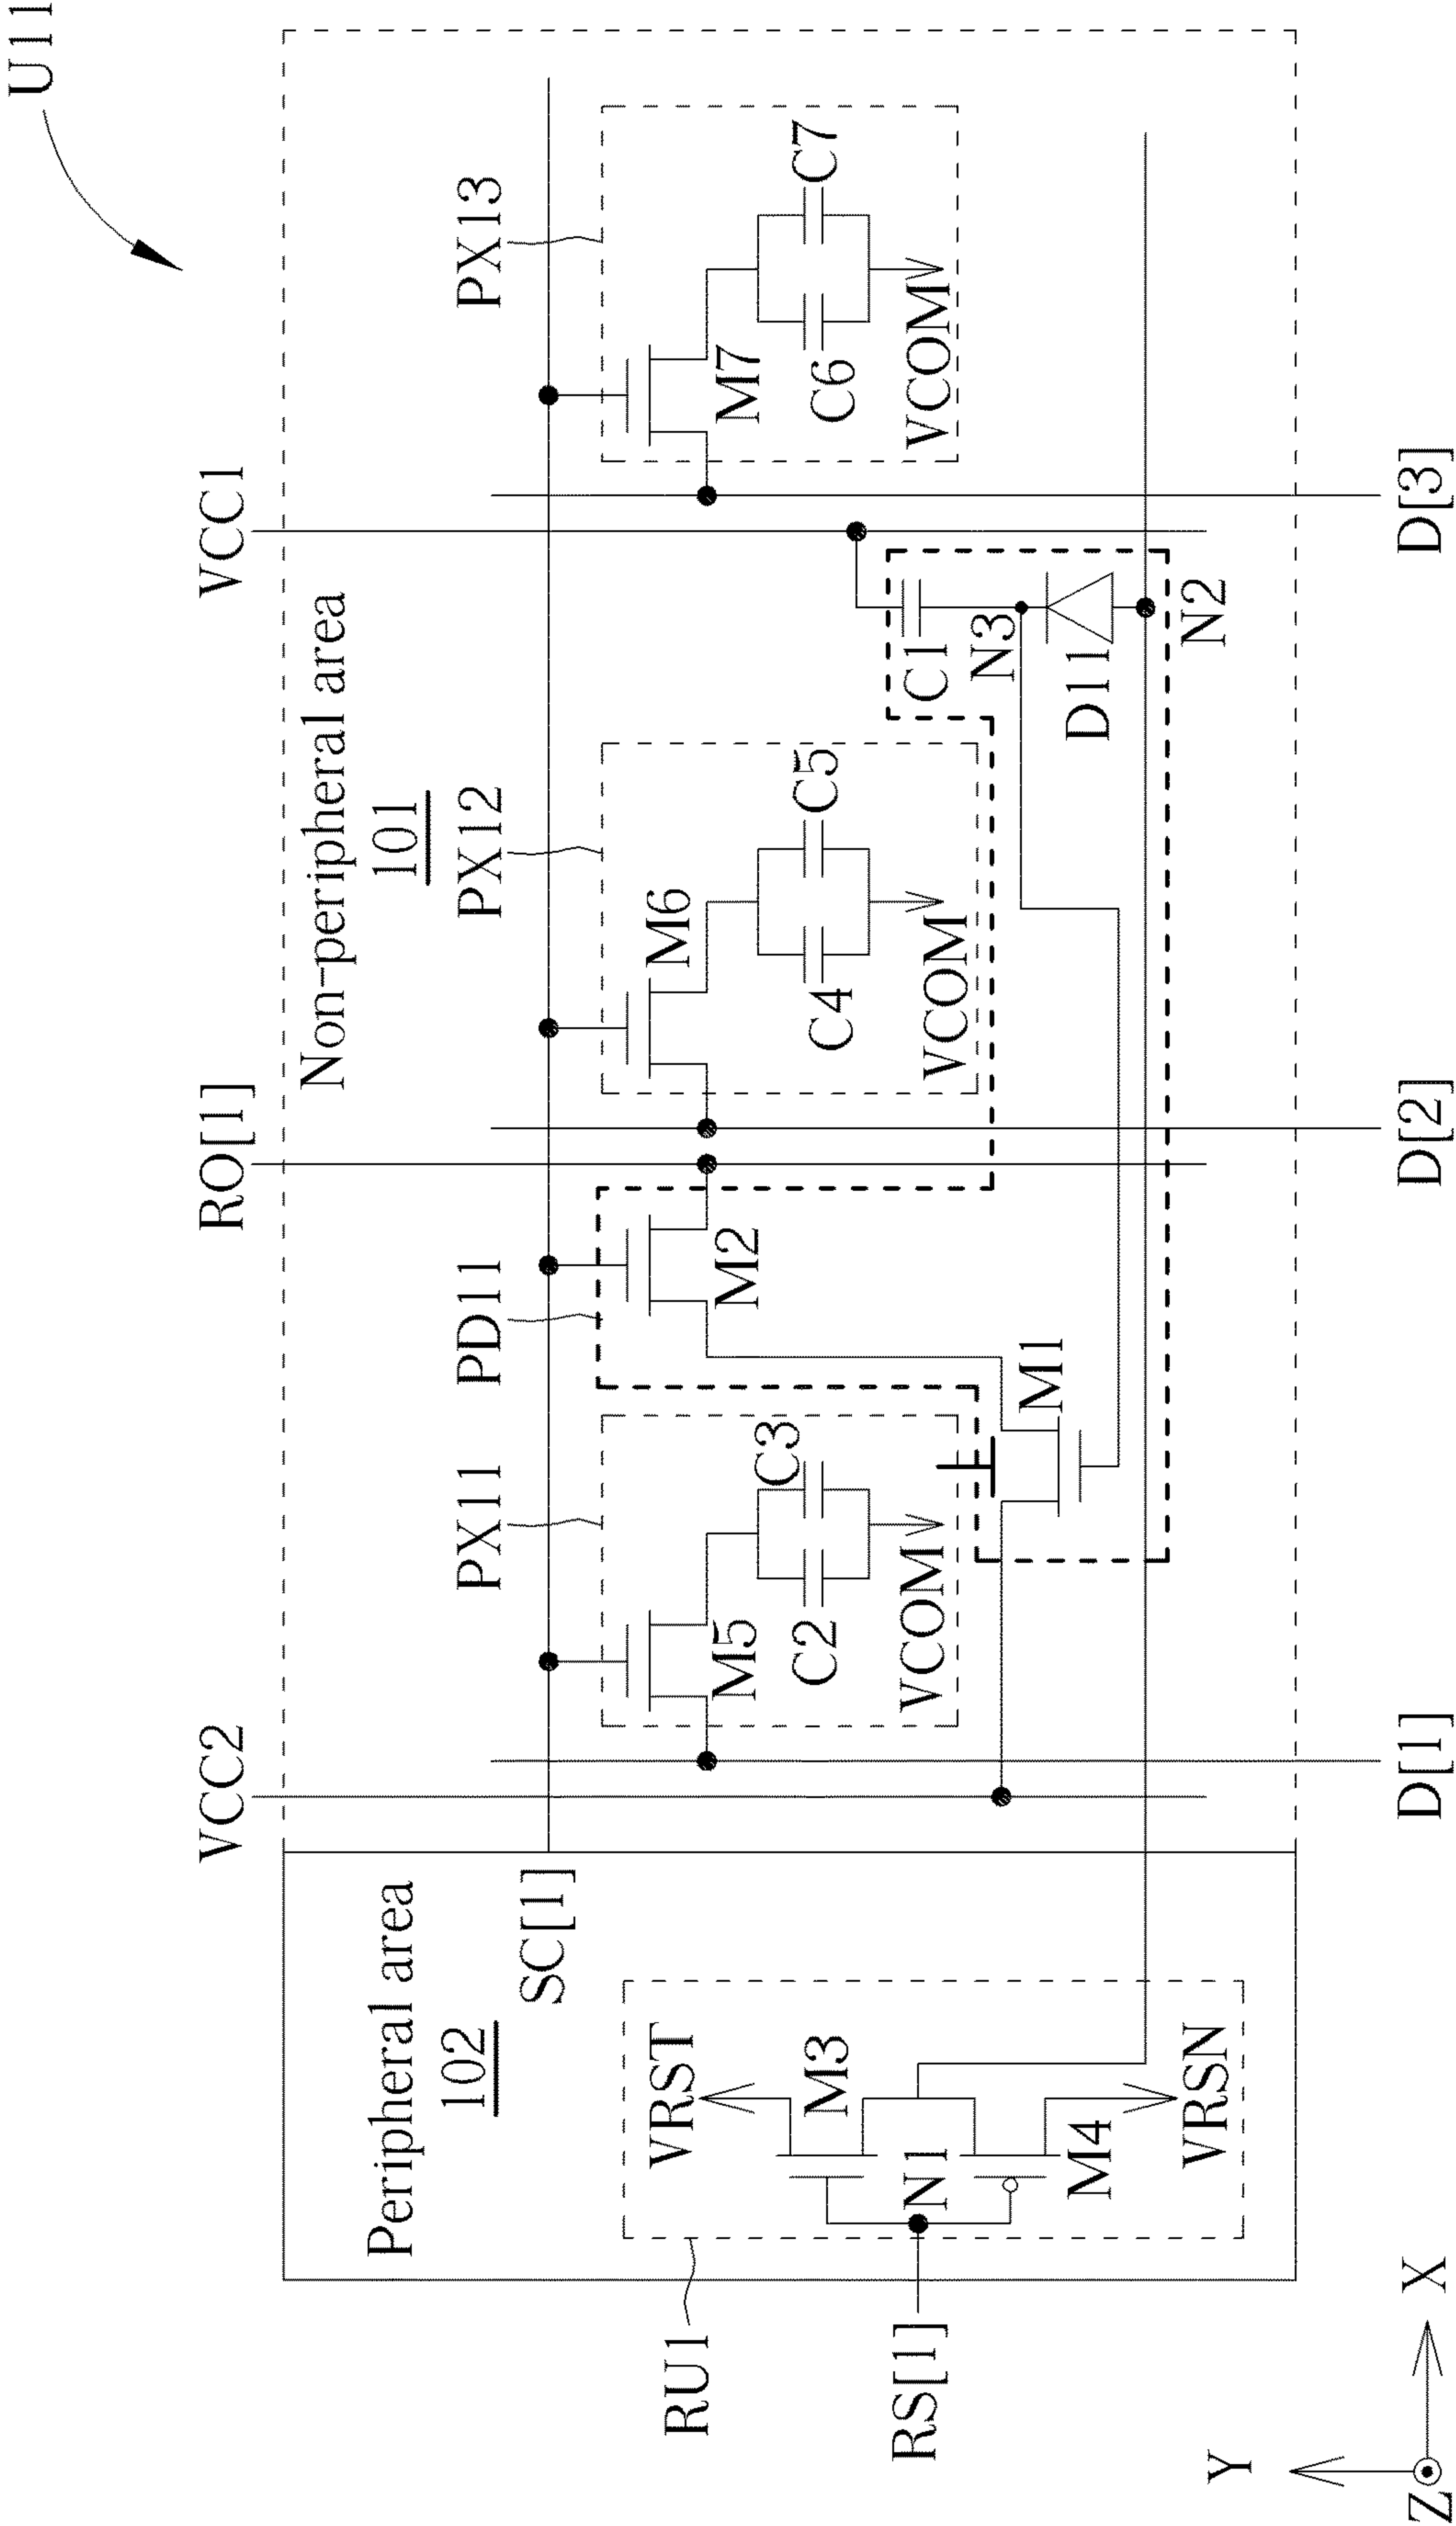 U11
VCC2
RO[1]
VCC1
Peripheral area
102
Non-peripheral area
101
PX11
PD11
PX12
PX13
SC[1]
RU1
VRST
M3
N1
M4
VRSN
RS[1]
M5
C3
C2
VCOM
M2
M1
M6
C5
C4
VCOM
M7
C7
C6
VCOM
C1
N3
D11
N2
D[1]
D[2]
D[3]
Y
Z
X